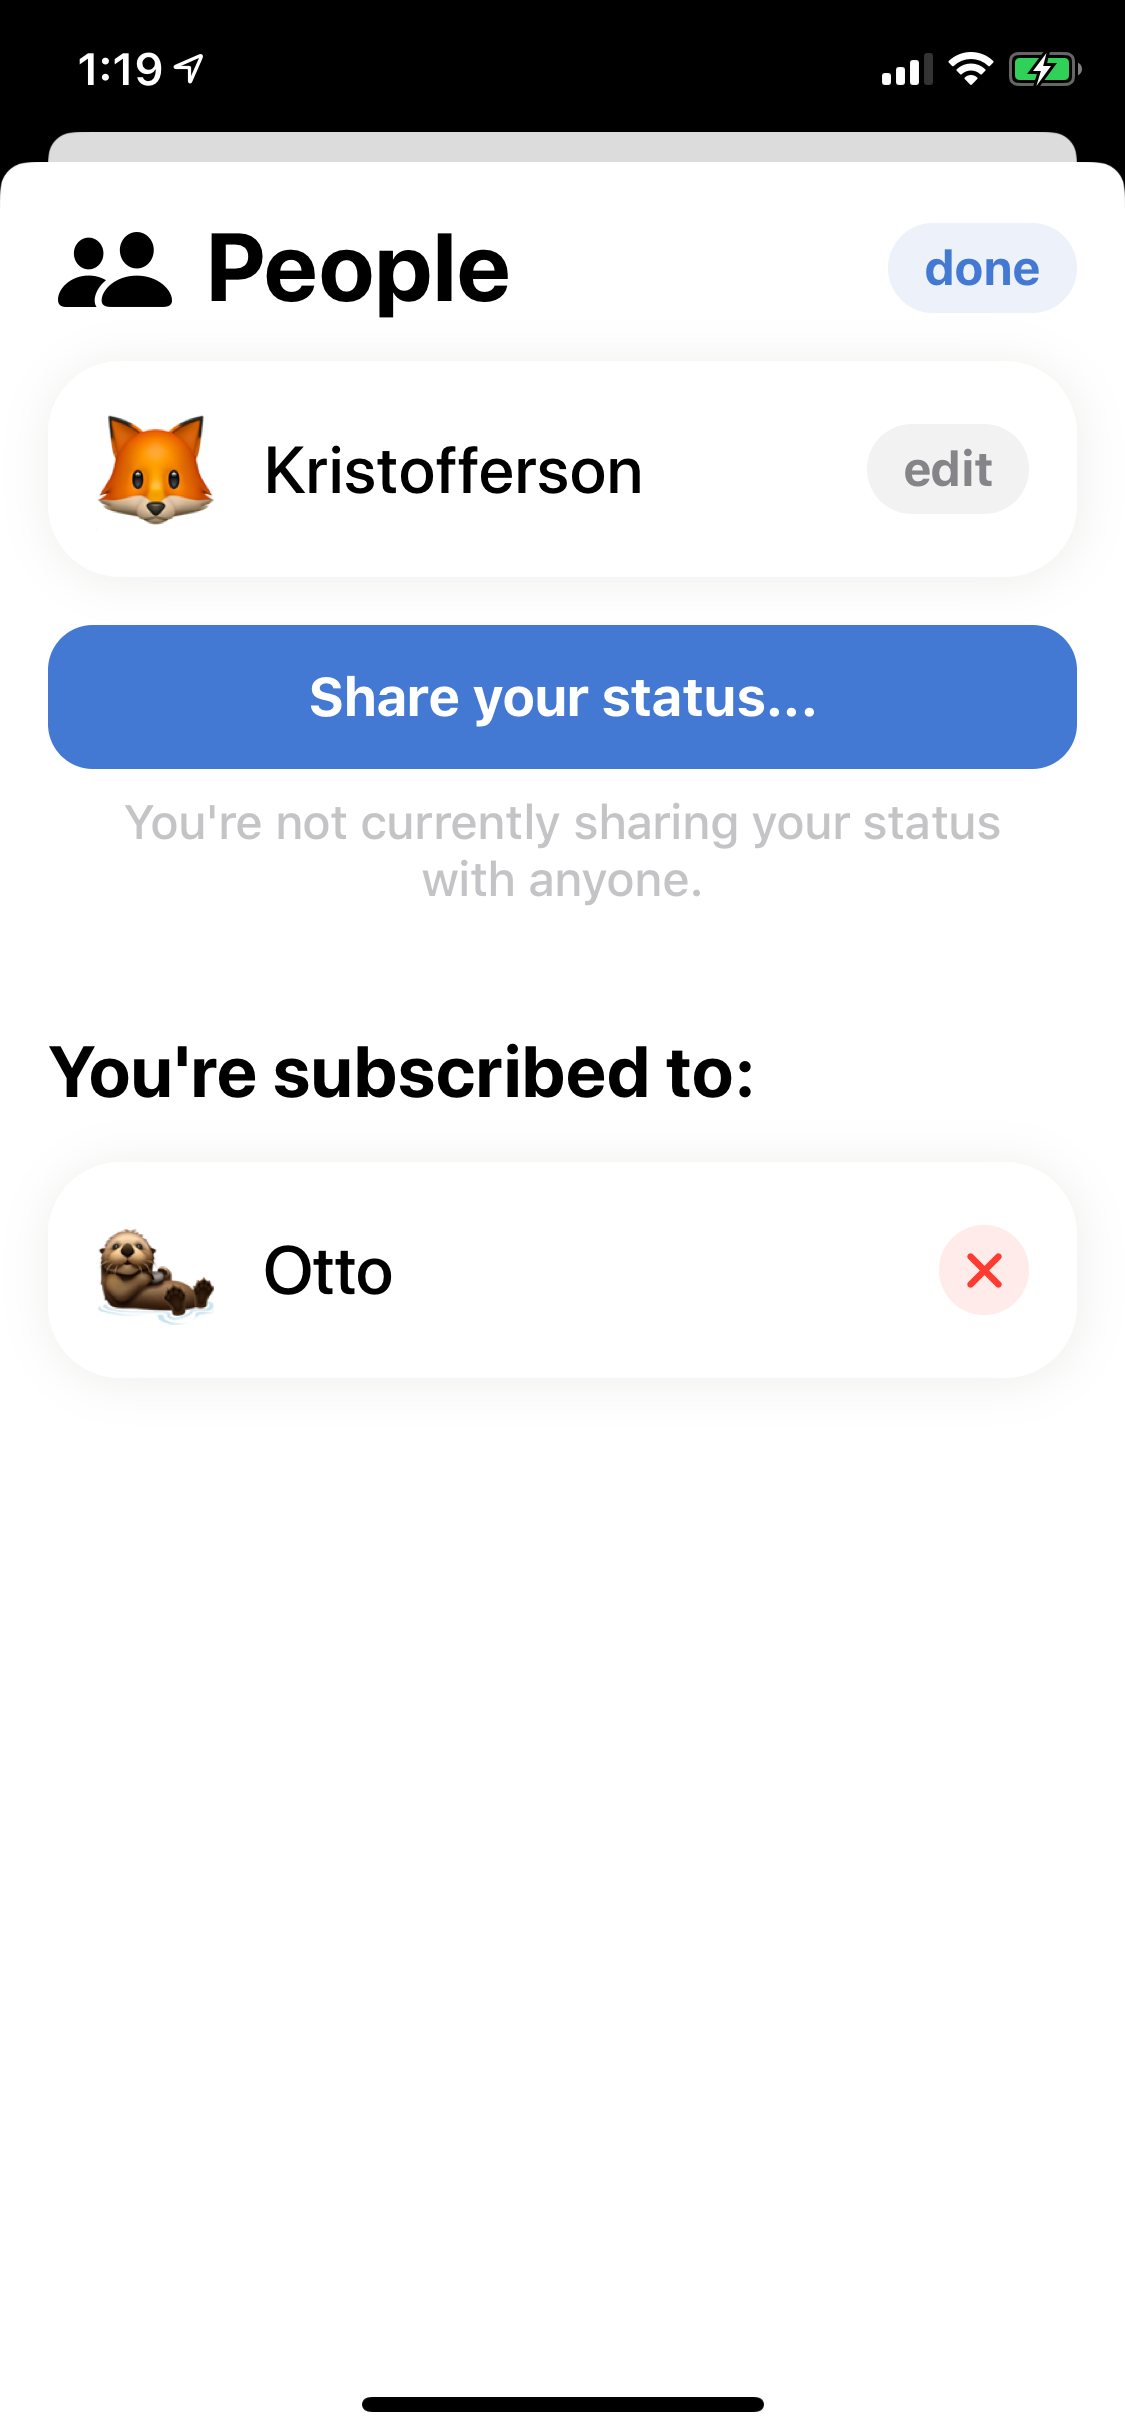 1:19
People
done
Kristofferson
edit
Share your status...
You're not currently sharing your status
with anyone.
You're subscribed to:
Otto